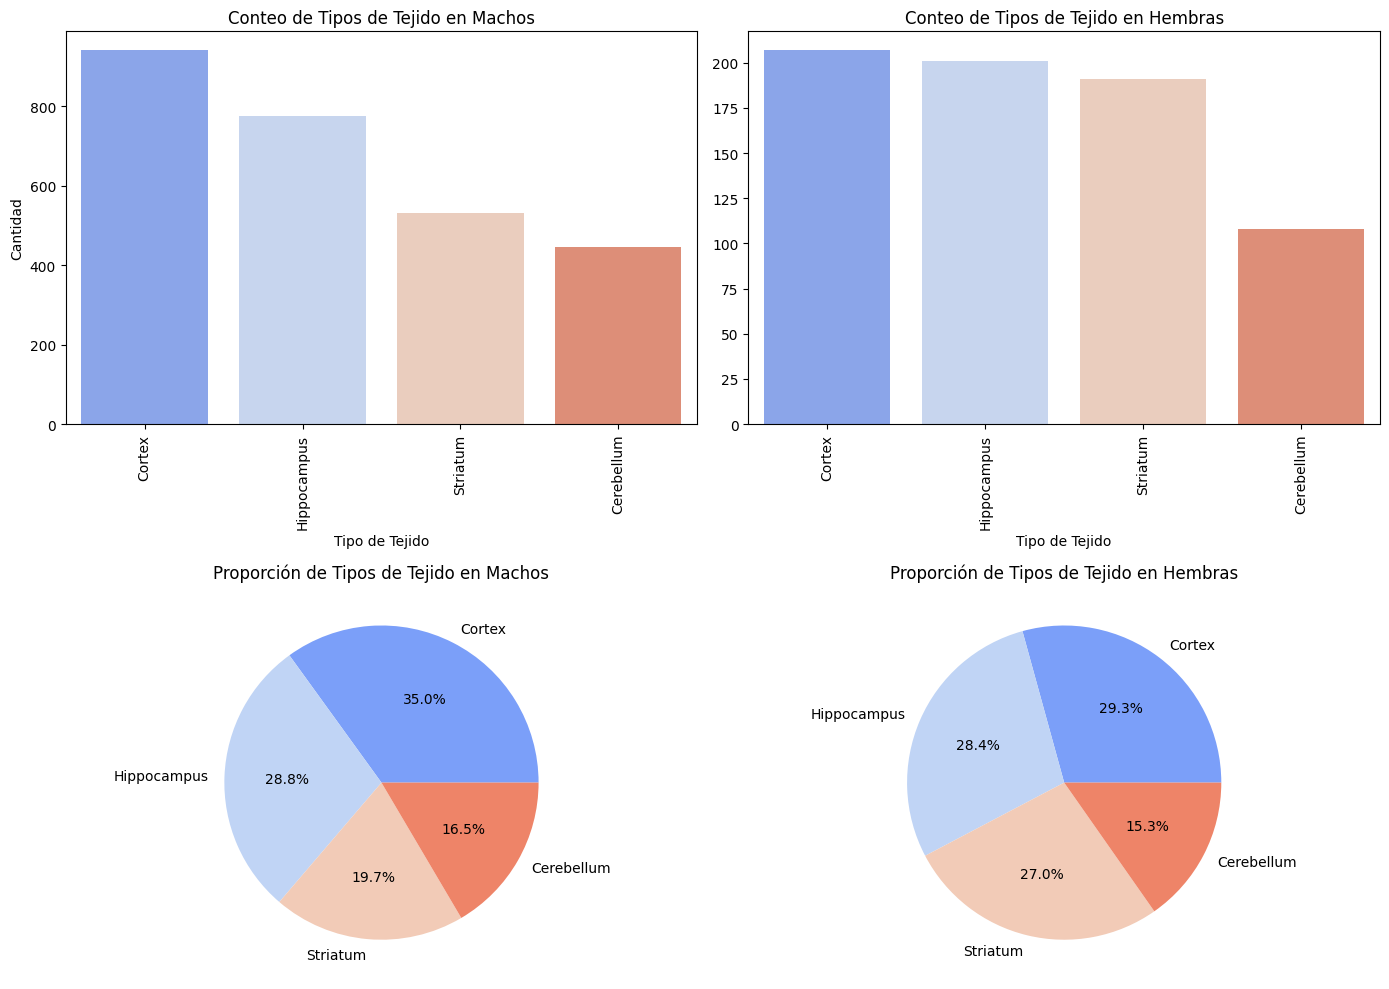 Conteo de Tipos de Tejido en Machos
Cantidad
800
600
400
200
0
Cortex
Hippocampus
Striatum
Cerebellum
Tipo de Tejido
Conteo de Tipos de Tejido en Hembras
200
175
150
125
100
75
50
25
0
Cortex
Hippocampus
Striatum
Cerebellum
Tipo de Tejido
Proporción de Tipos de Tejido en Machos
Cortex
35.0%
Hippocampus
28.8%
16.5%
Cerebellum
19.7%
Striatum
Proporción de Tipos de Tejido en Hembras
Cortex
29.3%
Hippocampus
28.4%
15.3%
Cerebellum
27.0%
Striatum